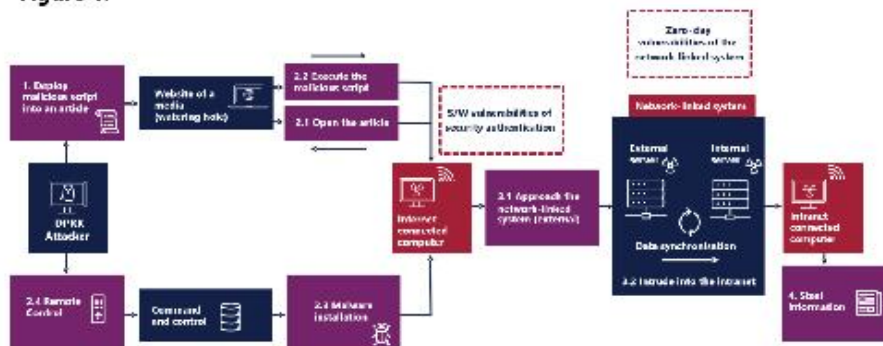 Zero-day
vulnerabilities of the
network-linked system
1. Deploy
malicious script
into an article
Website of a
media
(watering hole)
2.2 Execute the
malicious script
2.1 Open the article
S/W vulnerabilities of
security authentication
Network-linked system
External
server
Internal
server
DPRK
Attacker
Internet
connected
computer
3.1 Approach the
network-linked
system (external)
Data synchronisation
3.2 Intrude into the intranet
Intranet
connected
computer
2.4 Remote
Control
Command
and control
2.3 Malware
installation
4. Steal
Information